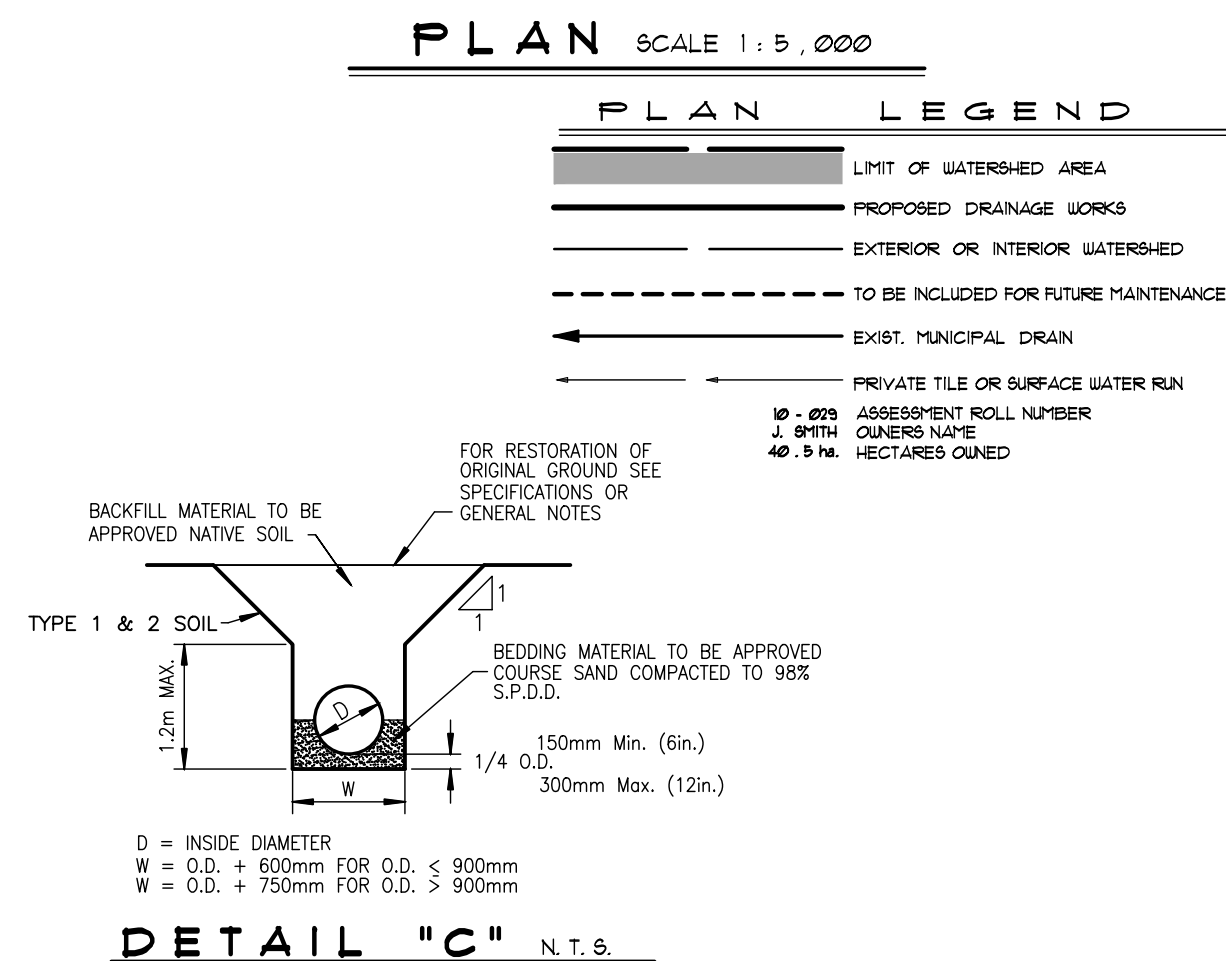 PLAN SCALE 1:5,000
PLAN LEGEND
LIMIT OF WATERSHED AREA
PROPOSED DRAINAGE WORKS
EXTERIOR OR INTERIOR WATERSHED
TO BE INCLUDED FOR FUTURE MAINTENANCE
EXIST. MUNICIPAL DRAIN
PRIVATE TILE OR SURFACE WATER RUN
10 - 029 ASSESSMENT ROLL NUMBER
J. SMITH OWNERS NAME
40.5 ha. HECTARES OWNED
FOR RESTORATION OF
ORIGINAL GROUND SEE
SPECIFICATIONS OR
GENERAL NOTES
BACKFILL MATERIAL TO BE
APPROVED NATIVE SOIL
1
1
TYPE 1 & 2 SOIL
BEDDING MATERIAL TO BE APPROVED
COURSE SAND COMPACTED TO 98%
S.P.D.D.
1.2m MAX.
D
150mm Min. (6in.)
1/4 O.D.
300mm Max. (12in.)
W
D = INSIDE DIAMETER
W = O.D. + 600mm FOR O.D. ≤ 900mm
W = O.D. + 750mm FOR O.D. > 900mm
DETAIL "C" N.T.S.